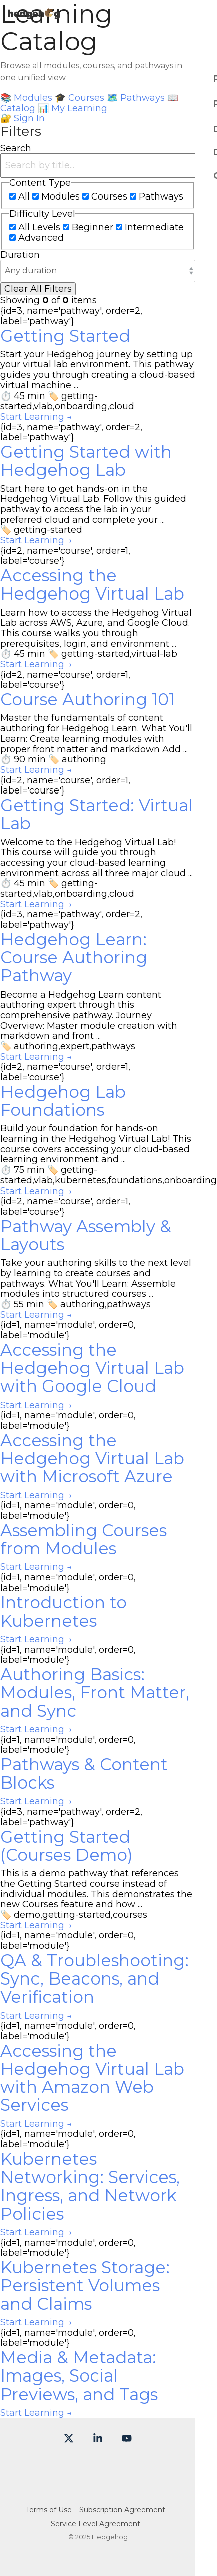 Learning
hedgehog
Catalog
Browse all modules, courses, and pathways in
one unified view
📚 Modules 🎓 Courses 🗺️ Pathways 📖
Catalog 📊 My Learning
🔐 Sign In
Filters
Search
Search by title...
Content Type
All Modules Courses Pathways
Difficulty Level
All Levels Beginner Intermediate
Advanced
Duration
Any duration
Clear All Filters
Showing 0 of 0 items
{id=3, name='pathway', order=2,
label='pathway'}
Getting Started
Start your Hedgehog journey by setting up
your virtual lab environment. This pathway
guides you through creating a cloud-based
virtual machine ...
⏱️ 45 min 🏷️ getting-
started,vlab,onboarding,cloud
Start Learning →
{id=3, name='pathway', order=2,
label='pathway'}
Getting Started with
Hedgehog Lab
Start here to get hands-on in the
Hedgehog Virtual Lab. Follow this guided
pathway to access the lab in your
preferred cloud and complete your ...
🏷️ getting-started
Start Learning →
{id=2, name='course', order=1,
label='course'}
Accessing the
Hedgehog Virtual Lab
Learn how to access the Hedgehog Virtual
Lab across AWS, Azure, and Google Cloud.
This course walks you through
prerequisites, login, and environment ...
⏱️ 45 min 🏷️ getting-started,virtual-lab
Start Learning →
{id=2, name='course', order=1,
label='course'}
Course Authoring 101
Master the fundamentals of content
authoring for Hedgehog Learn. What You'll
Learn: Create learning modules with
proper front matter and markdown Add ...
⏱️ 90 min 🏷️ authoring
Start Learning →
{id=2, name='course', order=1,
label='course'}
Getting Started: Virtual
Lab
Welcome to the Hedgehog Virtual Lab!
This course will guide you through
accessing your cloud-based learning
environment across all three major cloud ...
⏱️ 45 min 🏷️ getting-
started,vlab,onboarding,cloud
Start Learning →
{id=3, name='pathway', order=2,
label='pathway'}
Hedgehog Learn:
Course Authoring
Pathway
Become a Hedgehog Learn content
authoring expert through this
comprehensive pathway. Journey
Overview: Master module creation with
markdown and front ...
🏷️ authoring,expert,pathways
Start Learning →
{id=2, name='course', order=1,
label='course'}
Hedgehog Lab
Foundations
Build your foundation for hands-on
learning in the Hedgehog Virtual Lab! This
course covers accessing your cloud-based
learning environment and ...
⏱️ 75 min 🏷️ getting-
started,vlab,kubernetes,foundations,onboarding
Start Learning →
{id=2, name='course', order=1,
label='course'}
Pathway Assembly &
Layouts
Take your authoring skills to the next level
by learning to create courses and
pathways. What You'll Learn: Assemble
modules into structured courses ...
⏱️ 55 min 🏷️ authoring,pathways
Start Learning →
{id=1, name='module', order=0,
label='module'}
Accessing the
Hedgehog Virtual Lab
with Google Cloud
Start Learning →
{id=1, name='module', order=0,
label='module'}
Accessing the
Hedgehog Virtual Lab
with Microsoft Azure
Start Learning →
{id=1, name='module', order=0,
label='module'}
Assembling Courses
from Modules
Start Learning →
{id=1, name='module', order=0,
label='module'}
Introduction to
Kubernetes
Start Learning →
{id=1, name='module', order=0,
label='module'}
Authoring Basics:
Modules, Front Matter,
and Sync
Start Learning →
{id=1, name='module', order=0,
label='module'}
Pathways & Content
Blocks
Start Learning →
{id=3, name='pathway', order=2,
label='pathway'}
Getting Started
(Courses Demo)
This is a demo pathway that references
the Getting Started course instead of
individual modules. This demonstrates the
new Courses feature and how ...
🏷️ demo,getting-started,courses
Start Learning →
{id=1, name='module', order=0,
label='module'}
QA & Troubleshooting:
Sync, Beacons, and
Verification
Start Learning →
{id=1, name='module', order=0,
label='module'}
Accessing the
Hedgehog Virtual Lab
with Amazon Web
Services
Start Learning →
{id=1, name='module', order=0,
label='module'}
Kubernetes
Networking: Services,
Ingress, and Network
Policies
Start Learning →
{id=1, name='module', order=0,
label='module'}
Kubernetes Storage:
Persistent Volumes
and Claims
Start Learning →
{id=1, name='module', order=0,
label='module'}
Media & Metadata:
Images, Social
Previews, and Tags
Start Learning →
Terms of Use Subscription Agreement
Service Level Agreement
© 2025 Hedgehog